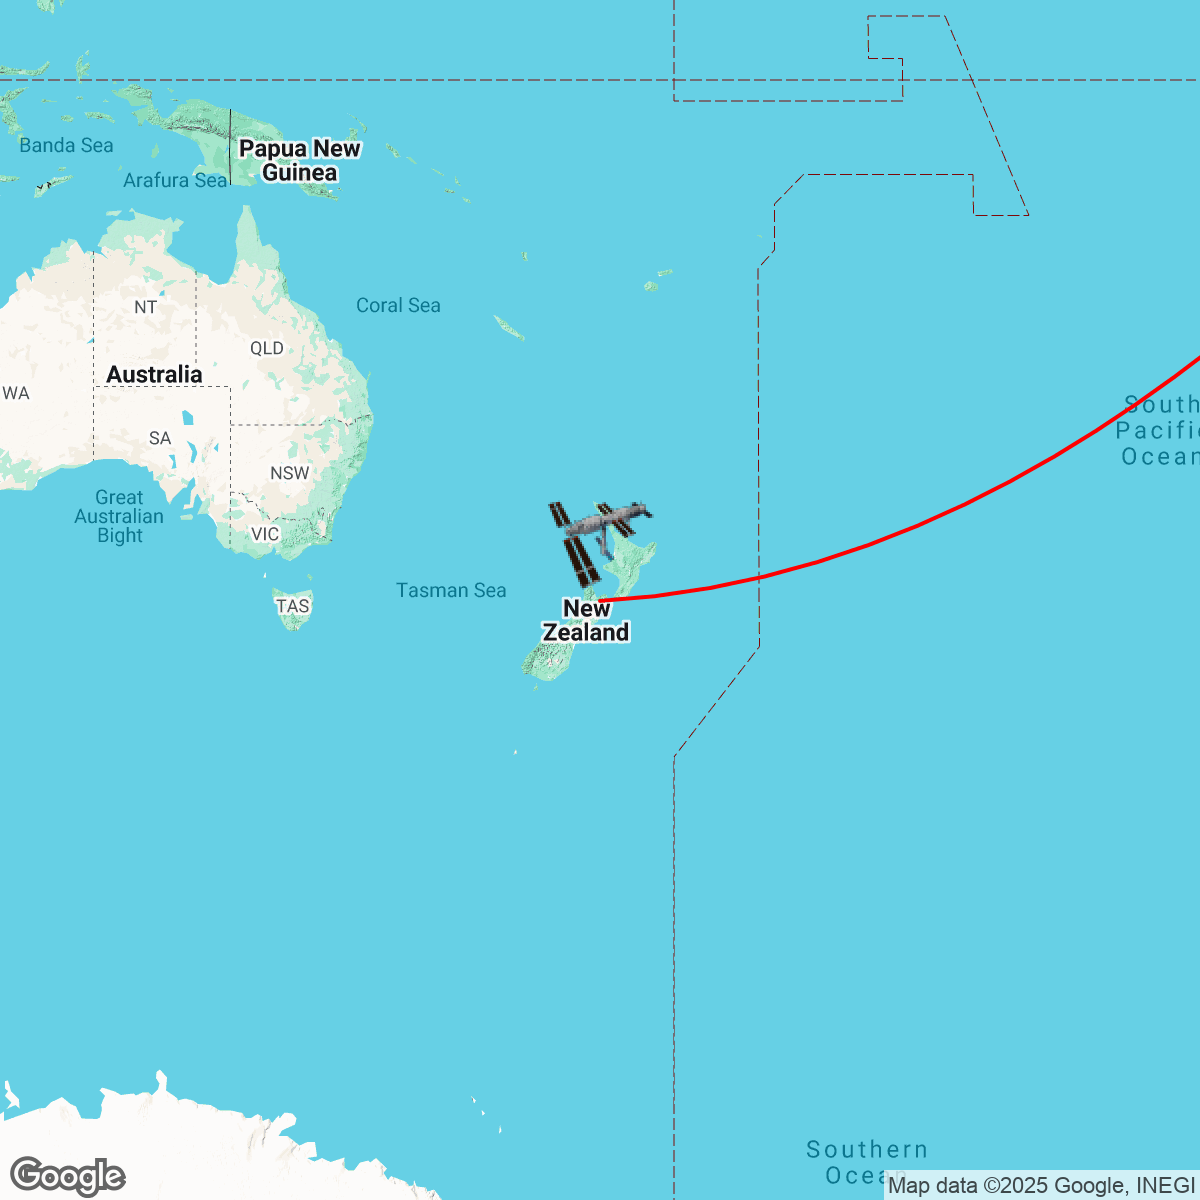 Banda Sea
Papua New
Guinea
Arafura Sea
NT
Coral Sea
QLD
Australia
WA
South
Pacific
Ocean
SA
NSW
Great
Australian
Bight
VIC
Tasman Sea
TAS
New
Zealand
Southern
Ocean
Google
Map data ©2025 Google, INEGI